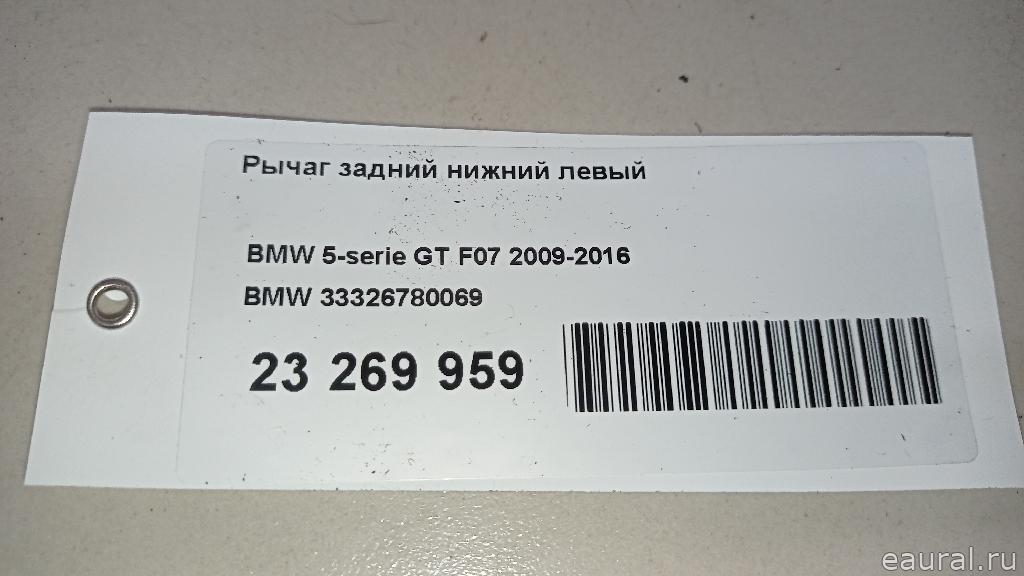 Рычаг задний нижний левый
BMW 5-serie GT F07 2009-2016
BMW 33326780069
23 269 959
eaural.ru